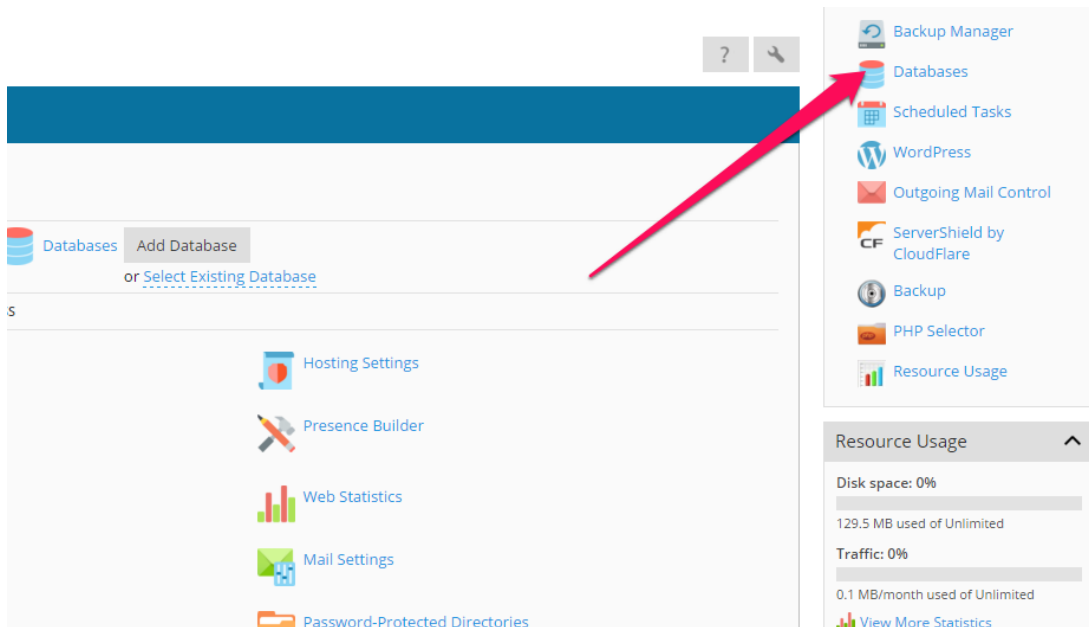 ?
Databases
Add Database
or Select Existing Database
ss
Hosting Settings
Presence Builder
Web Statistics
Mail Settings
Password-Protected Directories
Backup Manager
Databases
Scheduled Tasks
WordPress
Outgoing Mail Control
CF
ServerShield by
CloudFlare
Backup
PHP Selector
Resource Usage
Resource Usage
Disk space: 0%
129.5 MB used of Unlimited
Traffic: 0%
0.1 MB/month used of Unlimited
View More Statistics